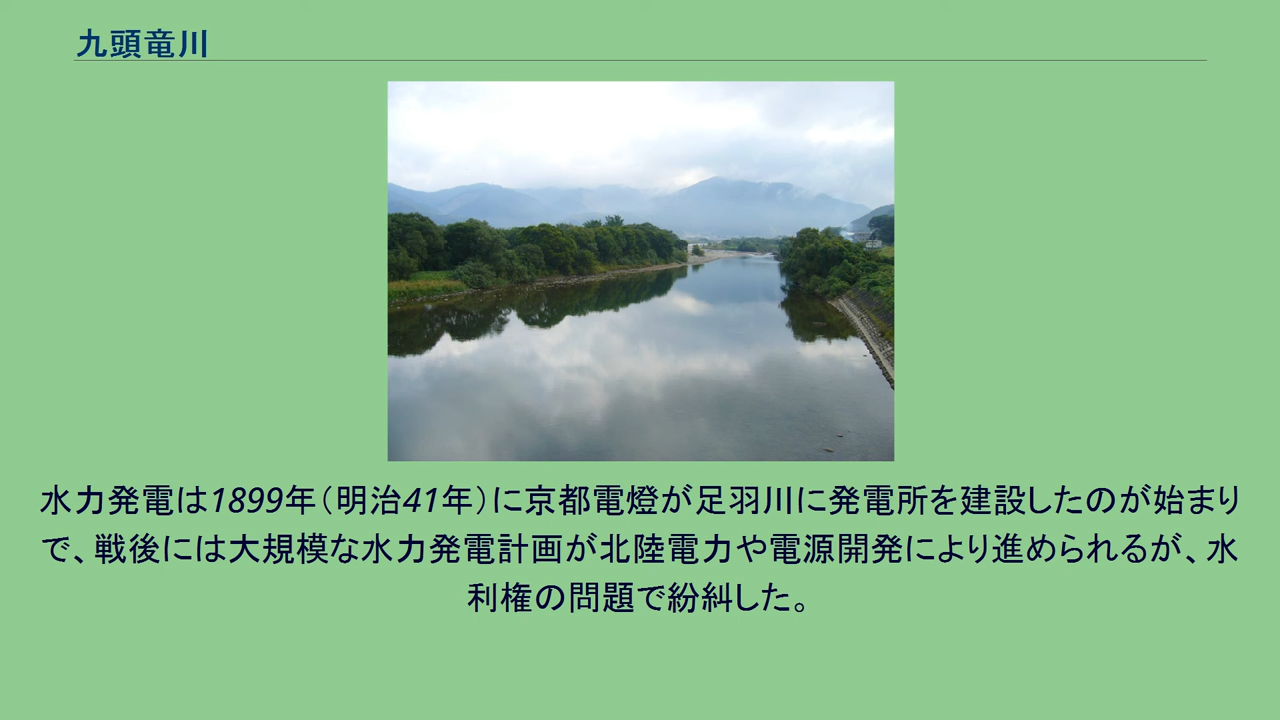 九頭竜川
水力発電は1899年（明治41年）に京都電燈が足羽川に発電所を建設したのが始まり
で、戦後には大規模な水力発電計画が北陸電力や電源開発により進められるが、水
利権の問題で紛糾した。